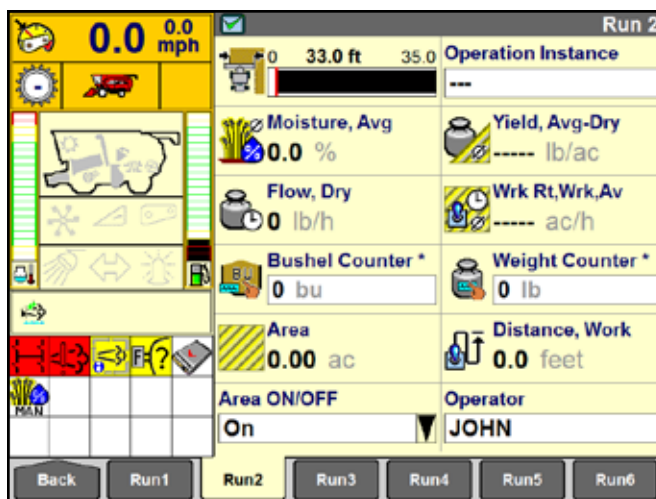 0.0 0.0 mph
Run 2
0 33.0 ft 35.0
Operation Instance
---
Moisture, Avg
0.0 %
Yield, Avg-Dry
----- lb/ac
Flow, Dry
0 lb/h
Wrk Rt,Wrk,Av
----- ac/h
Bushel Counter *
BU
0 bu
Weight Counter *
0 lb
Area
0.00 ac
Distance, Work
0.0 feet
F ?
MAN
Area ON/OFF
On
Operator
JOHN
Back Run1 Run2 Run3 Run4 Run5 Run6